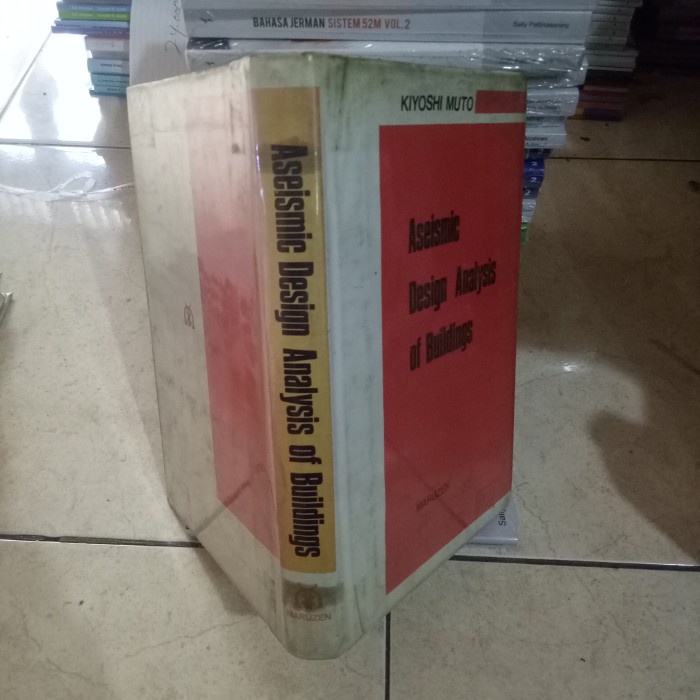 BAHASA JERMAN SISTEM 52M VOL. 2
KIYOSHI MUTO
Aseismic
Design Analysis
of Buildings
MARUZEN
Aseismic Design Analysis of Buildings
MARUZEN